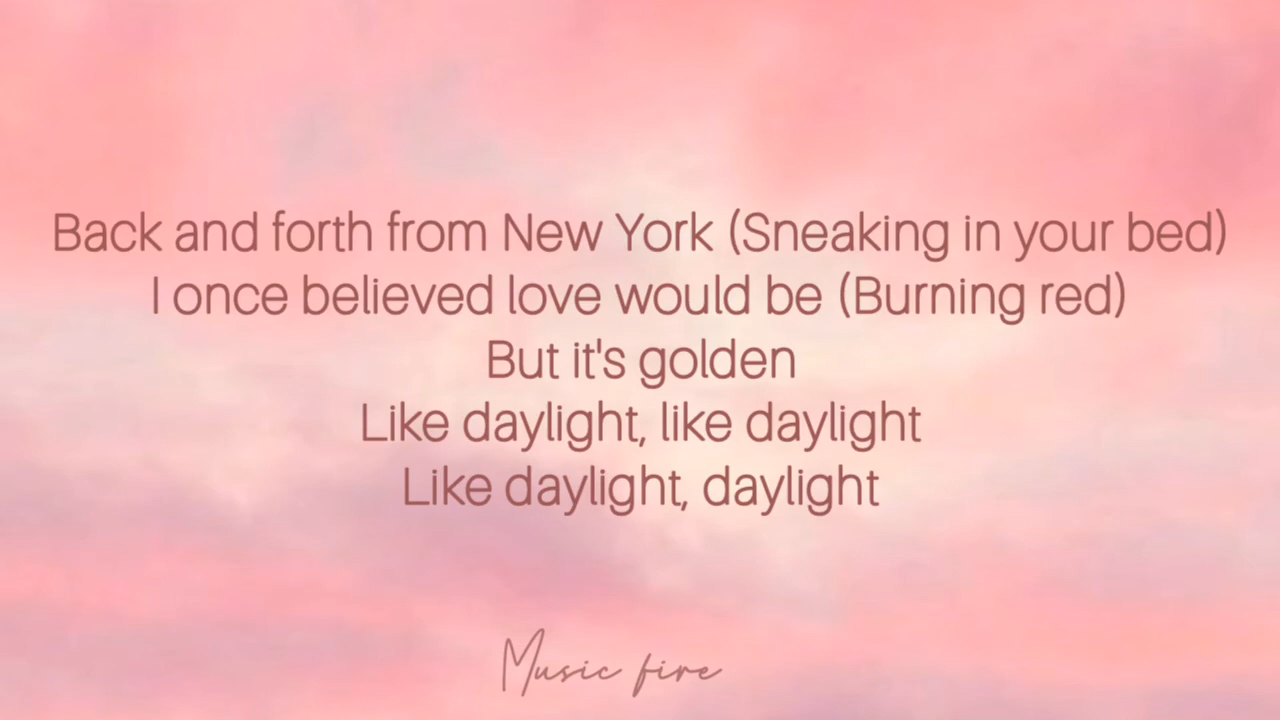 Back and forth from New York (Sneaking in your bed)
I once believed love would be (Burning red)
But it's golden
Like daylight, like daylight
Like daylight, daylight
Music fire